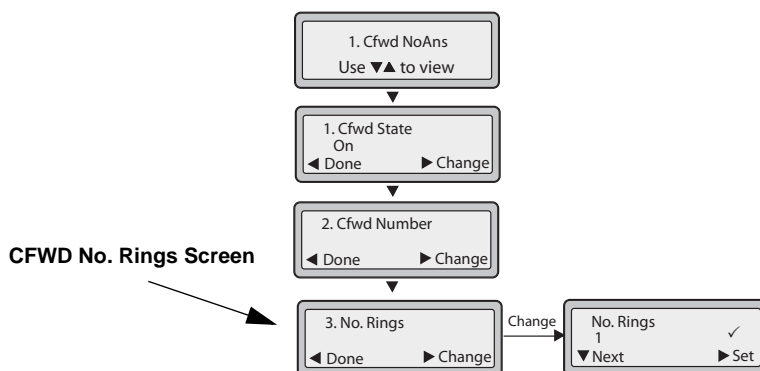 1. Cfwd NoAns
Use ▼▲ to view
▼
1. Cfwd State
On
◀ Done ▶ Change
▼
2. Cfwd Number
◀ Done ▶ Change
▼
CFWD No. Rings Screen
3. No. Rings
◀ Done ▶ Change
Change
No. Rings
1 ✓
▼Next ▶ Set